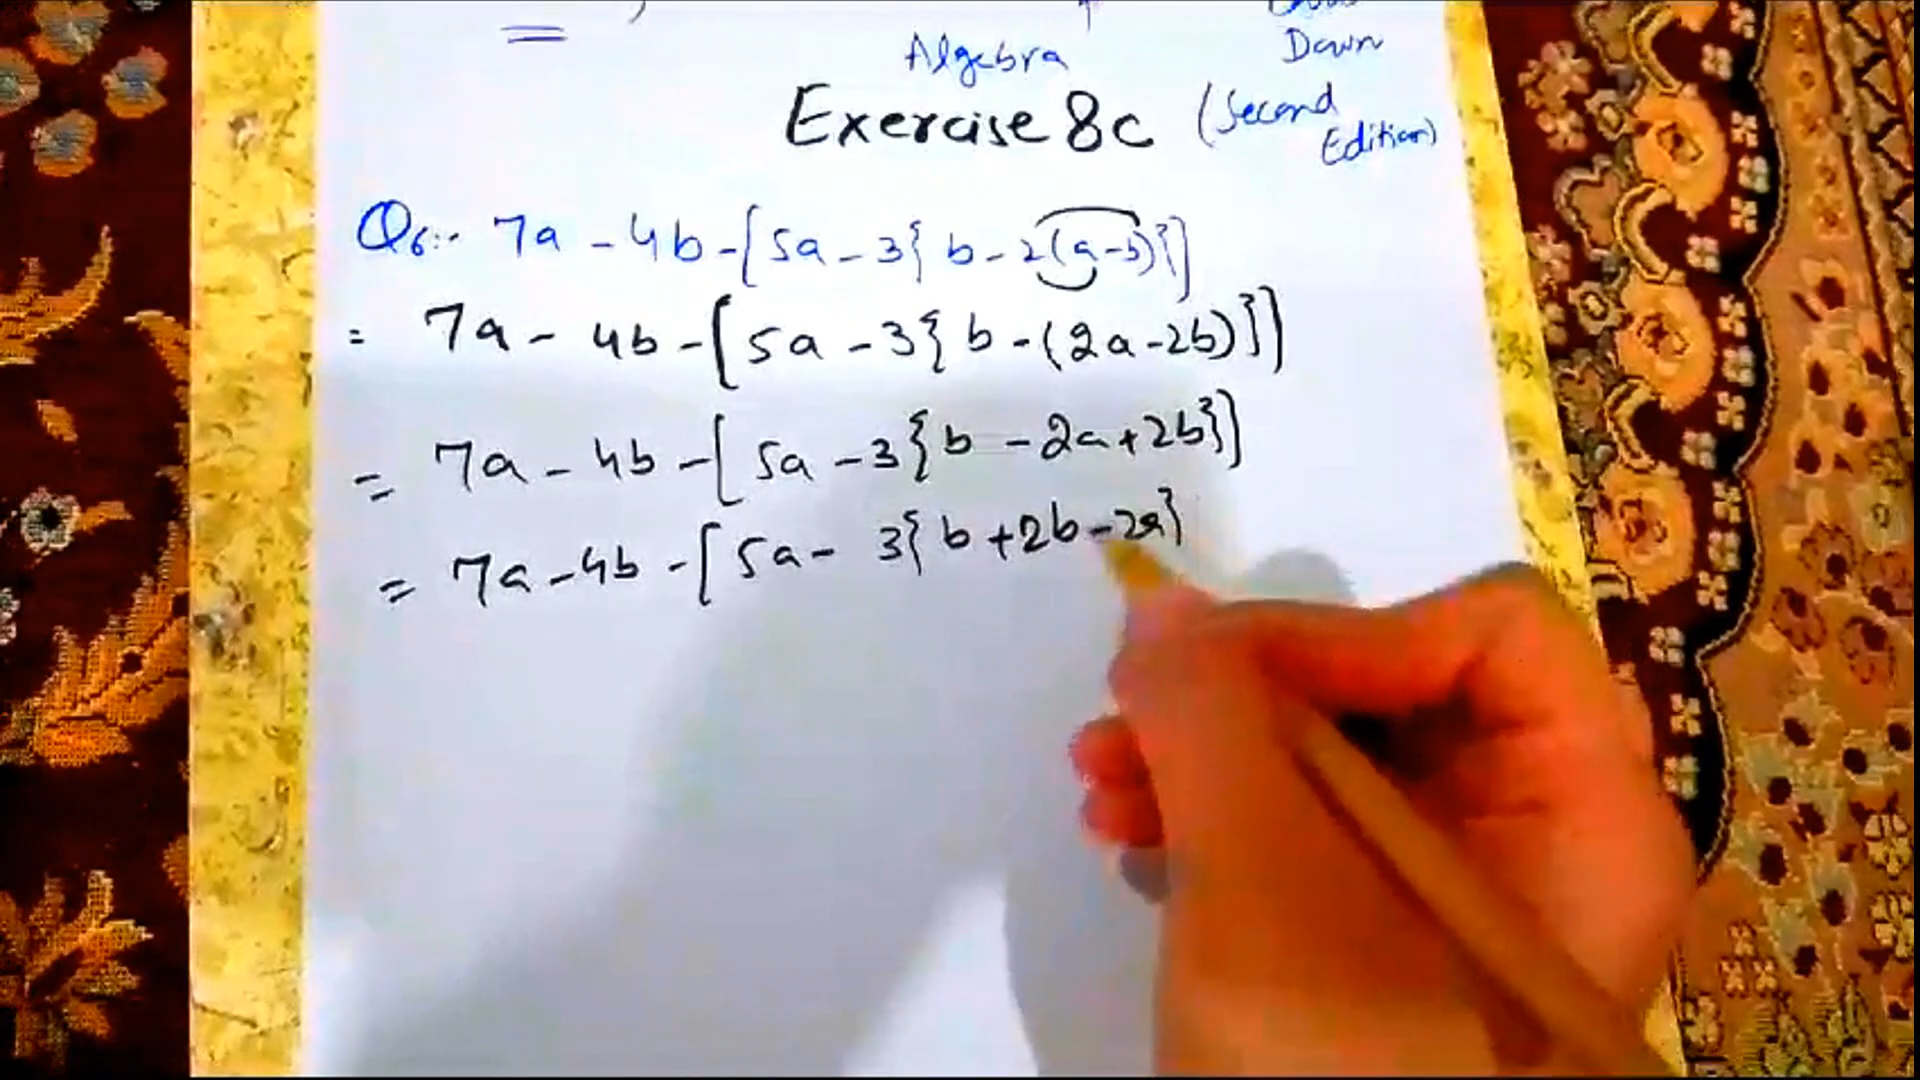 Algebra
Down
Exercise 8c (Second Edition)
Q6:- 7a - 4b - [5a - 3{b - 2(a - b)}]
= 7a - 4b - [5a - 3{b - (2a - 2b)}]
= 7a - 4b - [5a - 3{b - 2a + 2b}]
= 7a - 4b - [5a - 3{b + 2b - 2a}